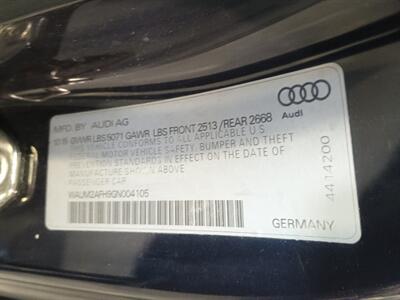 MFD. BY AUDI AG
10/15 GVWR LBS 5071 GAWR LBS FRONT 2513 / REAR 2668
THIS VEHICLE CONFORMS TO ALL APPLICABLE U.S.
FEDERAL MOTOR VEHICLE SAFETY, BUMPER AND THEFT
PREVENTION STANDARDS IN EFFECT ON THE DATE OF
MANUFACTURE SHOWN ABOVE.
PASSENGER CAR
WAUM2AFH9GN004105
GERMANY
Audi
4414200